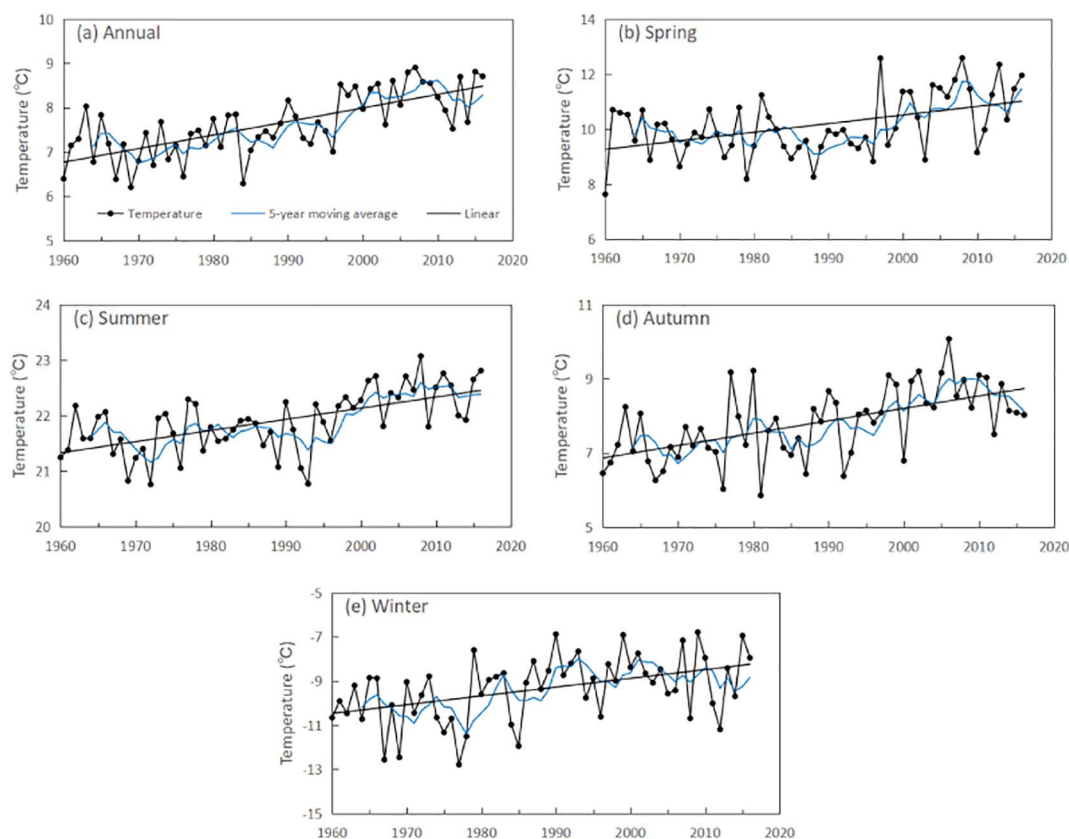 (a) Annual
Temperature (°C)
10
9
8
7
6
5
Temperature 5-year moving average Linear
1960 1970 1980 1990 2000 2010 2020
(b) Spring
Temperature (°C)
14
12
10
8
6
1960 1970 1980 1990 2000 2010 2020
(c) Summer
Temperature (°C)
24
23
22
21
20
1960 1970 1980 1990 2000 2010 2020
(d) Autumn
Temperature (°C)
11
9
7
5
1960 1970 1980 1990 2000 2010 2020
(e) Winter
Temperature (°C)
-5
-7
-9
-11
-13
-15
1960 1970 1980 1990 2000 2010 2020